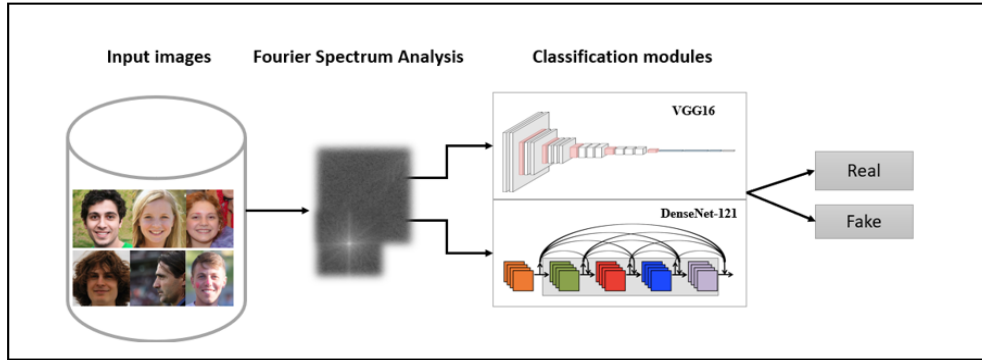 Input images
Fourier Spectrum Analysis
Classification modules
VGG16
DenseNet-121
Real
Fake